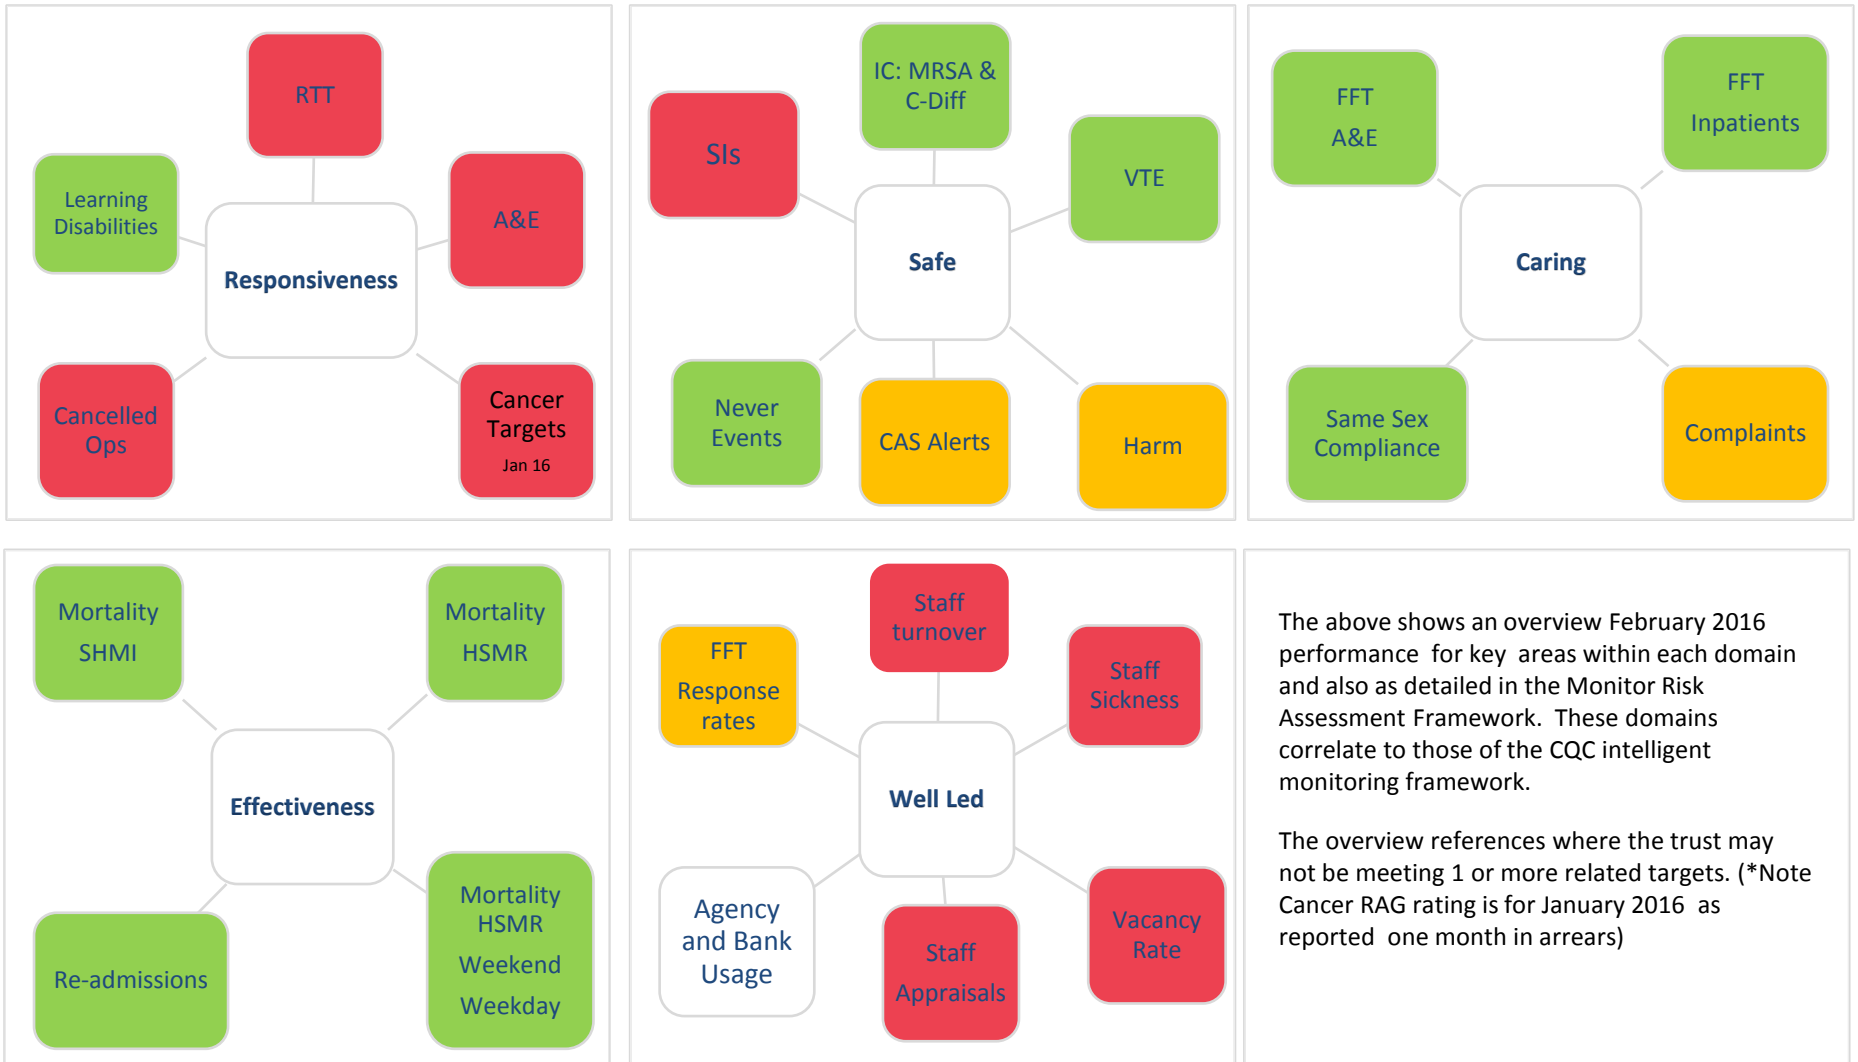 RTT
Learning
Disabilities
A&E
Responsiveness
Cancelled
Ops
Cancer
Targets
Jan 16
IC: MRSA &
C-Diff
SIs
VTE
Safe
Never
Events
CAS Alerts
Harm
FFT
A&E
FFT
Inpatients
Caring
Same Sex
Compliance
Complaints
Mortality
SHMI
Mortality
HSMR
Effectiveness
Re-admissions
Mortality
HSMR
Weekend
Weekday
Staff
turnover
FFT
Response
rates
Staff
Sickness
Well Led
Agency
and Bank
Usage
Staff
Appraisals
Vacancy
Rate
The above shows an overview February 2016
performance for key areas within each domain
and also as detailed in the Monitor Risk
Assessment Framework. These domains
correlate to those of the CQC intelligent
monitoring framework.
The overview references where the trust may
not be meeting 1 or more related targets. (*Note
Cancer RAG rating is for January 2016 as
reported one month in arrears)